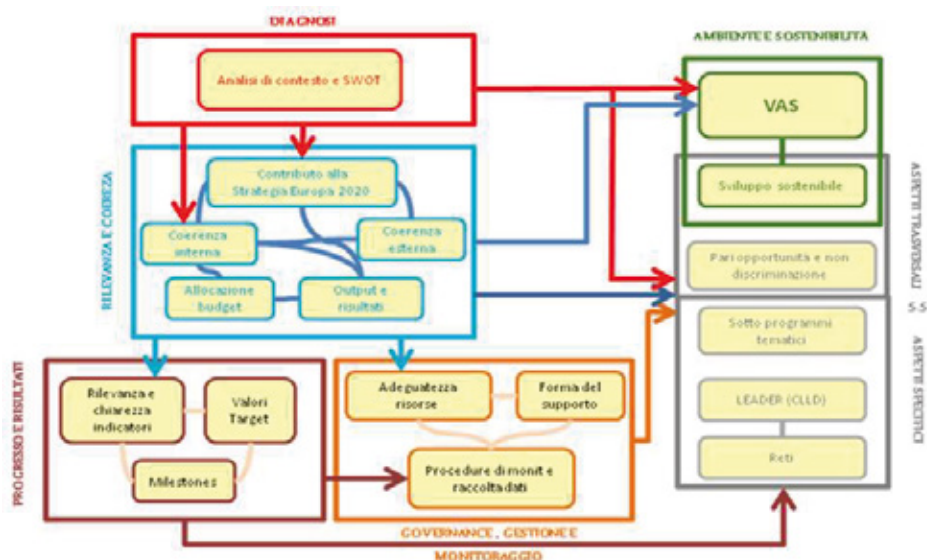 DIAGNOSI
AMBIENTE E SOSTENIBILITÀ
Analisi di contesto e SWOT
VAS
Sviluppo sostenibile
RILEVANZA E COEREZA
Contributo alla
Strategia Europa 2020
Coerenza
interna
Coerenza
esterna
Allocazione
budget
Output e
risultati
ASPETTI TRASVERSALI
Pari opportunità e non
discriminazione
5.5
Sotto programmi
tematici
LEADER (CLLD)
Reti
ASPETTI SPECIFICI
PROGRESSO E RISULTATI
Rilevanza e
chiarezza
indicatori
Valori
Target
Milestones
Adeguatezza
risorse
Forma del
supporto
Procedure di monit e
raccolta dati
GOVERNANCE , GESTIONE E
MONITORAGGIO